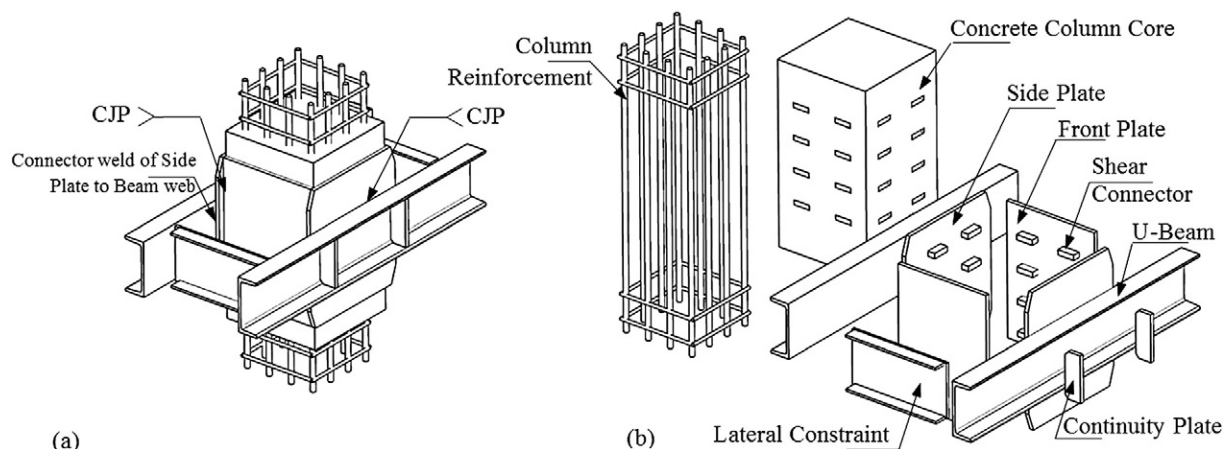 CJP
CJP
Connector weld of Side
Plate to Beam web
(a)
Column
Reinforcement
Concrete Column Core
Side Plate
Front Plate
Shear
Connector
U-Beam
(b)
Lateral Constraint
Continuity Plate